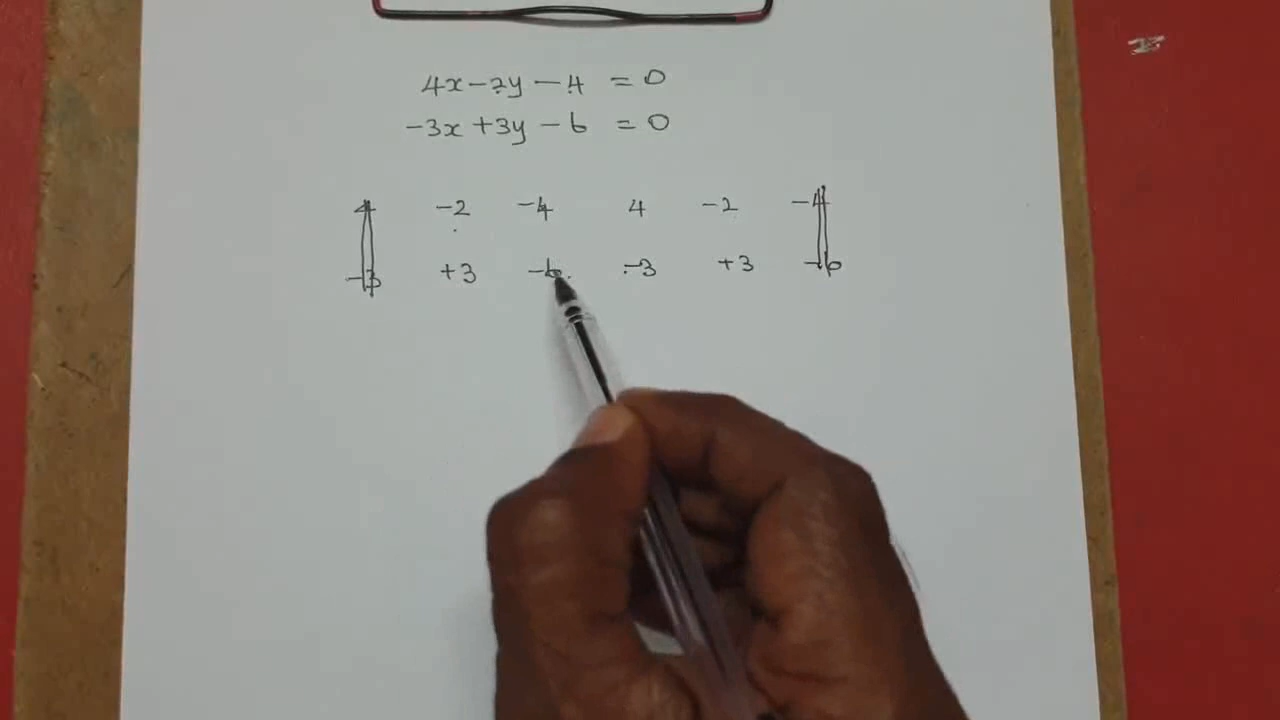 4x-2y-4 = 0
-3x+3y-6 = 0
4 -2 -4 4 -2 -4
-3 +3 -6 -3 +3 -6